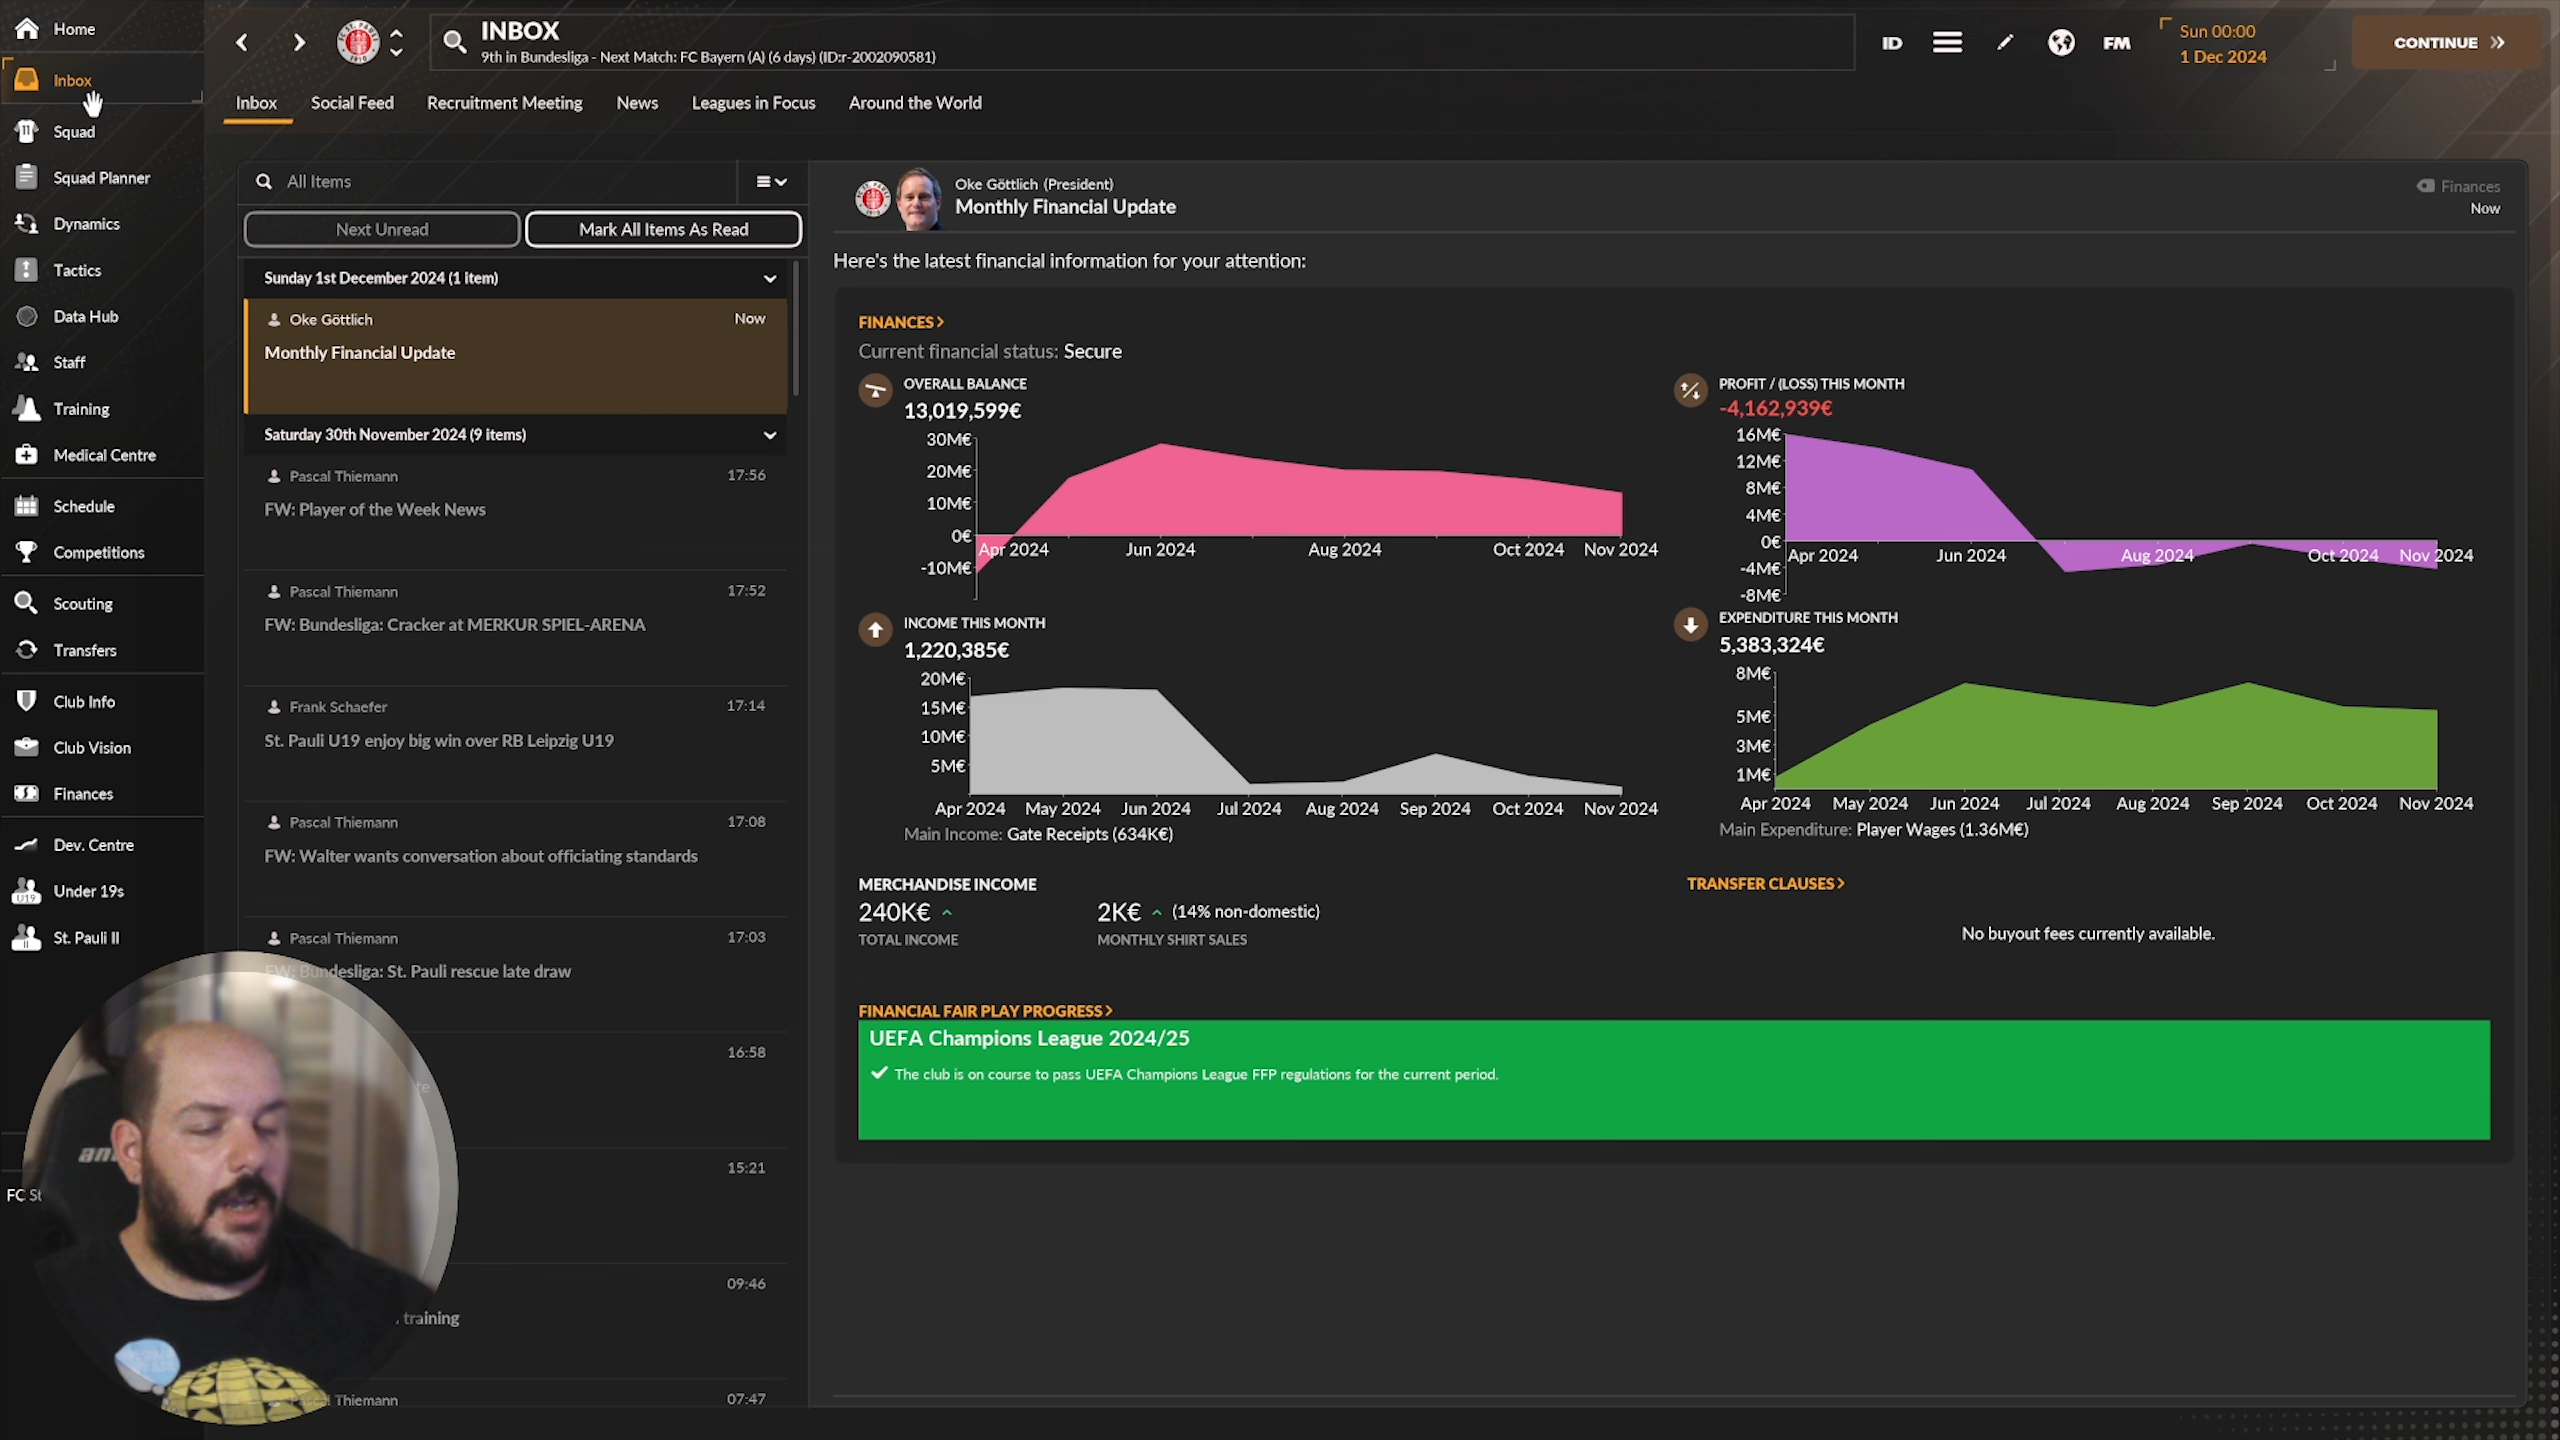 Home
Inbox
Squad
Squad Planner
Dynamics
Tactics
Data Hub
Staff
Training
Medical Centre
Schedule
Competitions
Scouting
Transfers
Club Info
Club Vision
Finances
Dev. Centre
Under 19s
St. Pauli II
FC St
INBOX
9th in Bundesliga - Next Match: FC Bayern (A) (6 days) (ID:r-2002090581)
ID
FM
Sun 00:00
1 Dec 2024
CONTINUE
Inbox Social Feed Recruitment Meeting News Leagues in Focus Around the World
All Items
Next Unread
Mark All Items As Read
Sunday 1st December 2024 (1 item)
Oke Göttlich Now
Monthly Financial Update
Saturday 30th November 2024 (9 items)
Pascal Thiemann 17:56
FW: Player of the Week News
Pascal Thiemann 17:52
FW: Bundesliga: Cracker at MERKUR SPIEL-ARENA
Frank Schaefer 17:14
St. Pauli U19 enjoy big win over RB Leipzig U19
Pascal Thiemann 17:08
FW: Walter wants conversation about officiating standards
Pascal Thiemann 17:03
FW: Bundesliga: St. Pauli rescue late draw
16:58
15:21
09:46
training
Pascal Thiemann 07:47
Oke Göttlich (President)
Monthly Financial Update
Finances
Now
Here's the latest financial information for your attention:
FINANCES
Current financial status: Secure
OVERALL BALANCE
13,019,599€
30M€
20M€
10M€
0€
-10M€
Apr 2024 Jun 2024 Aug 2024 Oct 2024 Nov 2024
PROFIT / (LOSS) THIS MONTH
-4,162,939€
16M€
12M€
8M€
4M€
0€
-4M€
-8M€
Apr 2024 Jun 2024 Aug 2024 Oct 2024 Nov 2024
INCOME THIS MONTH
1,220,385€
20M€
15M€
10M€
5M€
Apr 2024 May 2024 Jun 2024 Jul 2024 Aug 2024 Sep 2024 Oct 2024 Nov 2024
Main Income: Gate Receipts (634K€)
EXPENDITURE THIS MONTH
5,383,324€
8M€
5M€
3M€
1M€
Apr 2024 May 2024 Jun 2024 Jul 2024 Aug 2024 Sep 2024 Oct 2024 Nov 2024
Main Expenditure: Player Wages (1.36M€)
MERCHANDISE INCOME
240K€ 2K€ (14% non-domestic)
TOTAL INCOME MONTHLY SHIRT SALES
TRANSFER CLAUSES
No buyout fees currently available.
FINANCIAL FAIR PLAY PROGRESS
UEFA Champions League 2024/25
The club is on course to pass UEFA Champions League FFP regulations for the current period.